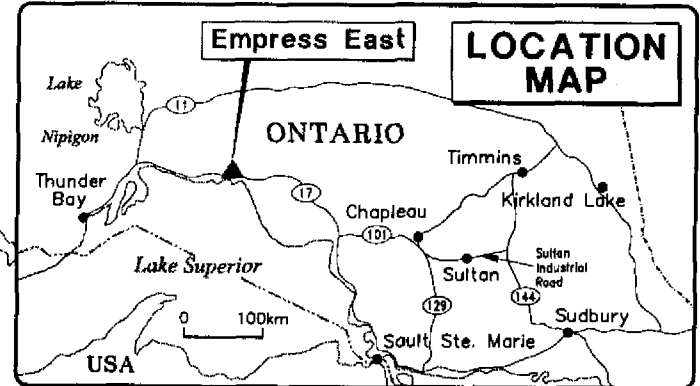 Empress East
LOCATION
MAP
Lake
Nipigon
11
ONTARIO
Timmins
Thunder
Bay
17
Kirkland Lake
Chapleau
101
Lake Superior
Sultan
Sultan
Industrial
Road
0 100km
129
144
Sudbury
Sault Ste. Marie
USA